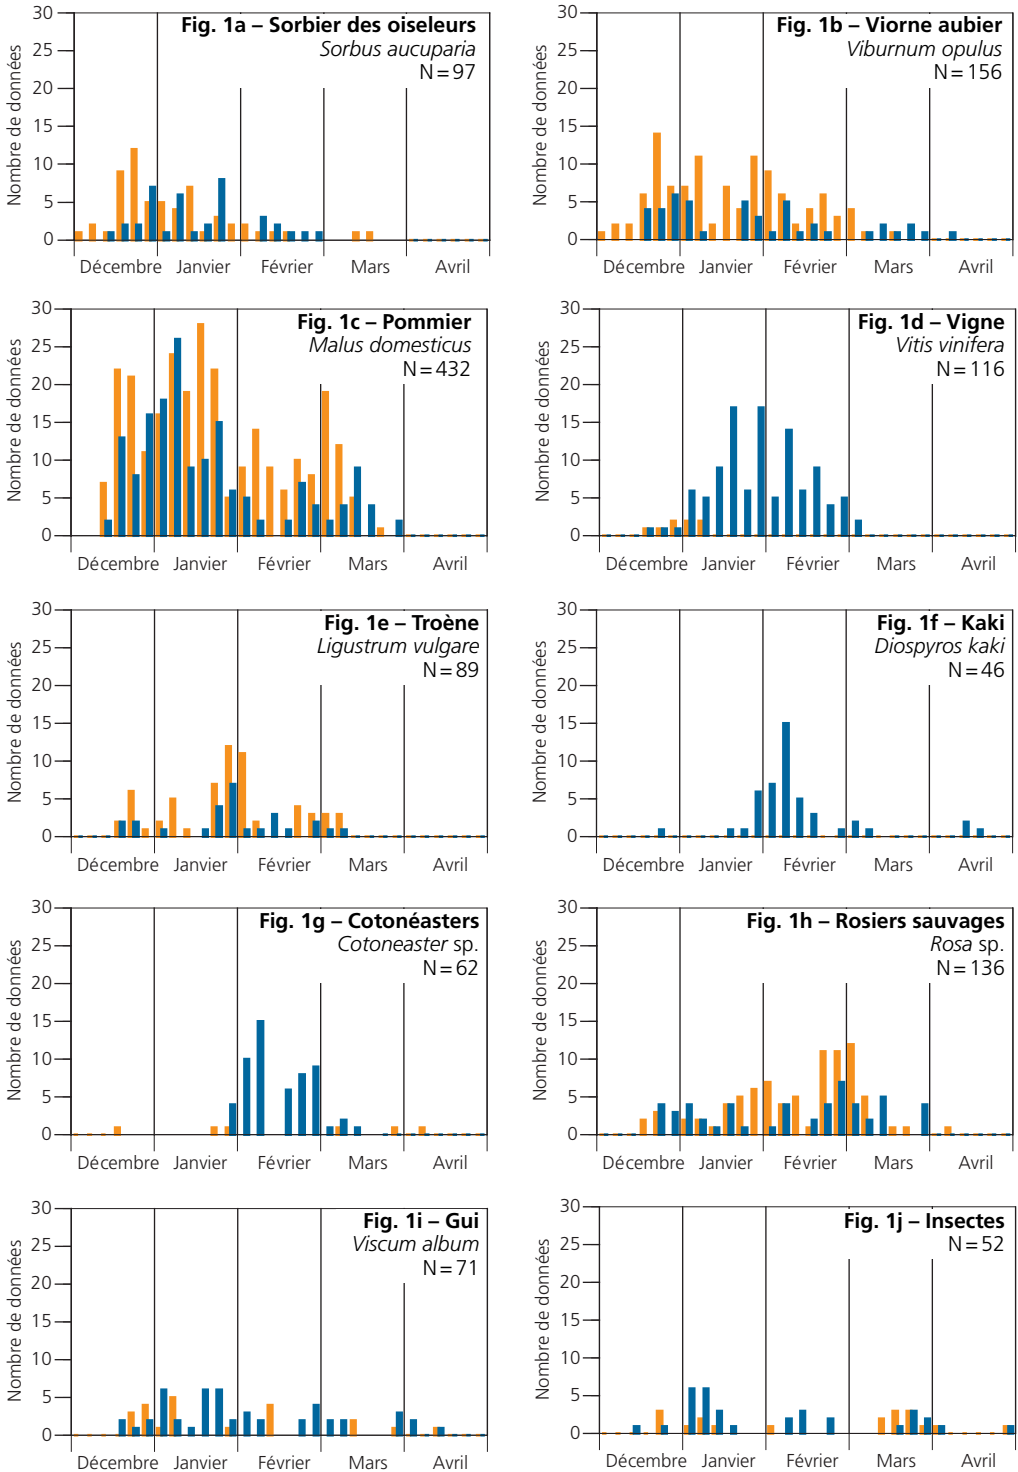 Fig. 1a – Sorbier des oiseleurs
Sorbus aucuparia
N=97
Nombre de données
30
25
20
15
10
5
0
Décembre Janvier Février Mars Avril
Fig. 1b – Viorne aubier
Viburnum opulus
N=156
Nombre de données
30
25
20
15
10
5
0
Décembre Janvier Février Mars Avril
Fig. 1c – Pommier
Malus domesticus
N=432
Nombre de données
30
25
20
15
10
5
0
Décembre Janvier Février Mars Avril
Fig. 1d – Vigne
Vitis vinifera
N=116
Nombre de données
30
25
20
15
10
5
0
Décembre Janvier Février Mars Avril
Fig. 1e – Troène
Ligustrum vulgare
N=89
Nombre de données
30
25
20
15
10
5
0
Décembre Janvier Février Mars Avril
Fig. 1f – Kaki
Diospyros kaki
N=46
Nombre de données
30
25
20
15
10
5
0
Décembre Janvier Février Mars Avril
Fig. 1g – Cotonéasters
Cotoneaster sp.
N=62
Nombre de données
30
25
20
15
10
5
0
Décembre Janvier Février Mars Avril
Fig. 1h – Rosiers sauvages
Rosa sp.
N=136
Nombre de données
30
25
20
15
10
5
0
Décembre Janvier Février Mars Avril
Fig. 1i – Gui
Viscum album
N=71
Nombre de données
30
25
20
15
10
5
0
Décembre Janvier Février Mars Avril
Fig. 1j – Insectes
N=52
Nombre de données
30
25
20
15
10
5
0
Décembre Janvier Février Mars Avril